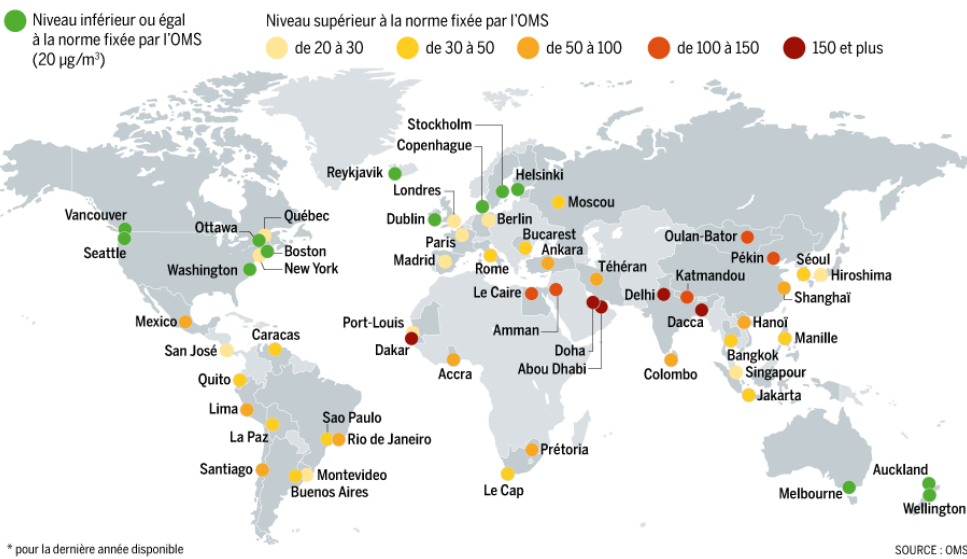 Niveau inférieur ou égal
à la norme fixée par l'OMS
(20 µg/m³)
Niveau supérieur à la norme fixée par l'OMS
de 20 à 30
de 30 à 50
de 50 à 100
de 100 à 150
150 et plus
Stockholm
Copenhague
Reykjavik
Helsinki
Londres
Moscou
Vancouver
Québec
Ottawa
Dublin
Berlin
Seattle
Boston
Paris
Bucarest
Oulan-Bator
Ankara
Washington
New York
Madrid
Rome
Téhéran
Pékin
Séoul
Katmandou
Hiroshima
Le Caire
Delhi
Shanghaï
Mexico
Port-Louis
Amman
Dacca
Hanoï
Caracas
Manille
San José
Dakar
Doha
Bangkok
Accra
Abou Dhabi
Colombo
Singapour
Quito
Jakarta
Lima
Sao Paulo
La Paz
Rio de Janeiro
Prétoria
Santiago
Montevideo
Auckland
Buenos Aires
Le Cap
Melbourne
Wellington
* pour la dernière année disponible
SOURCE : OMS